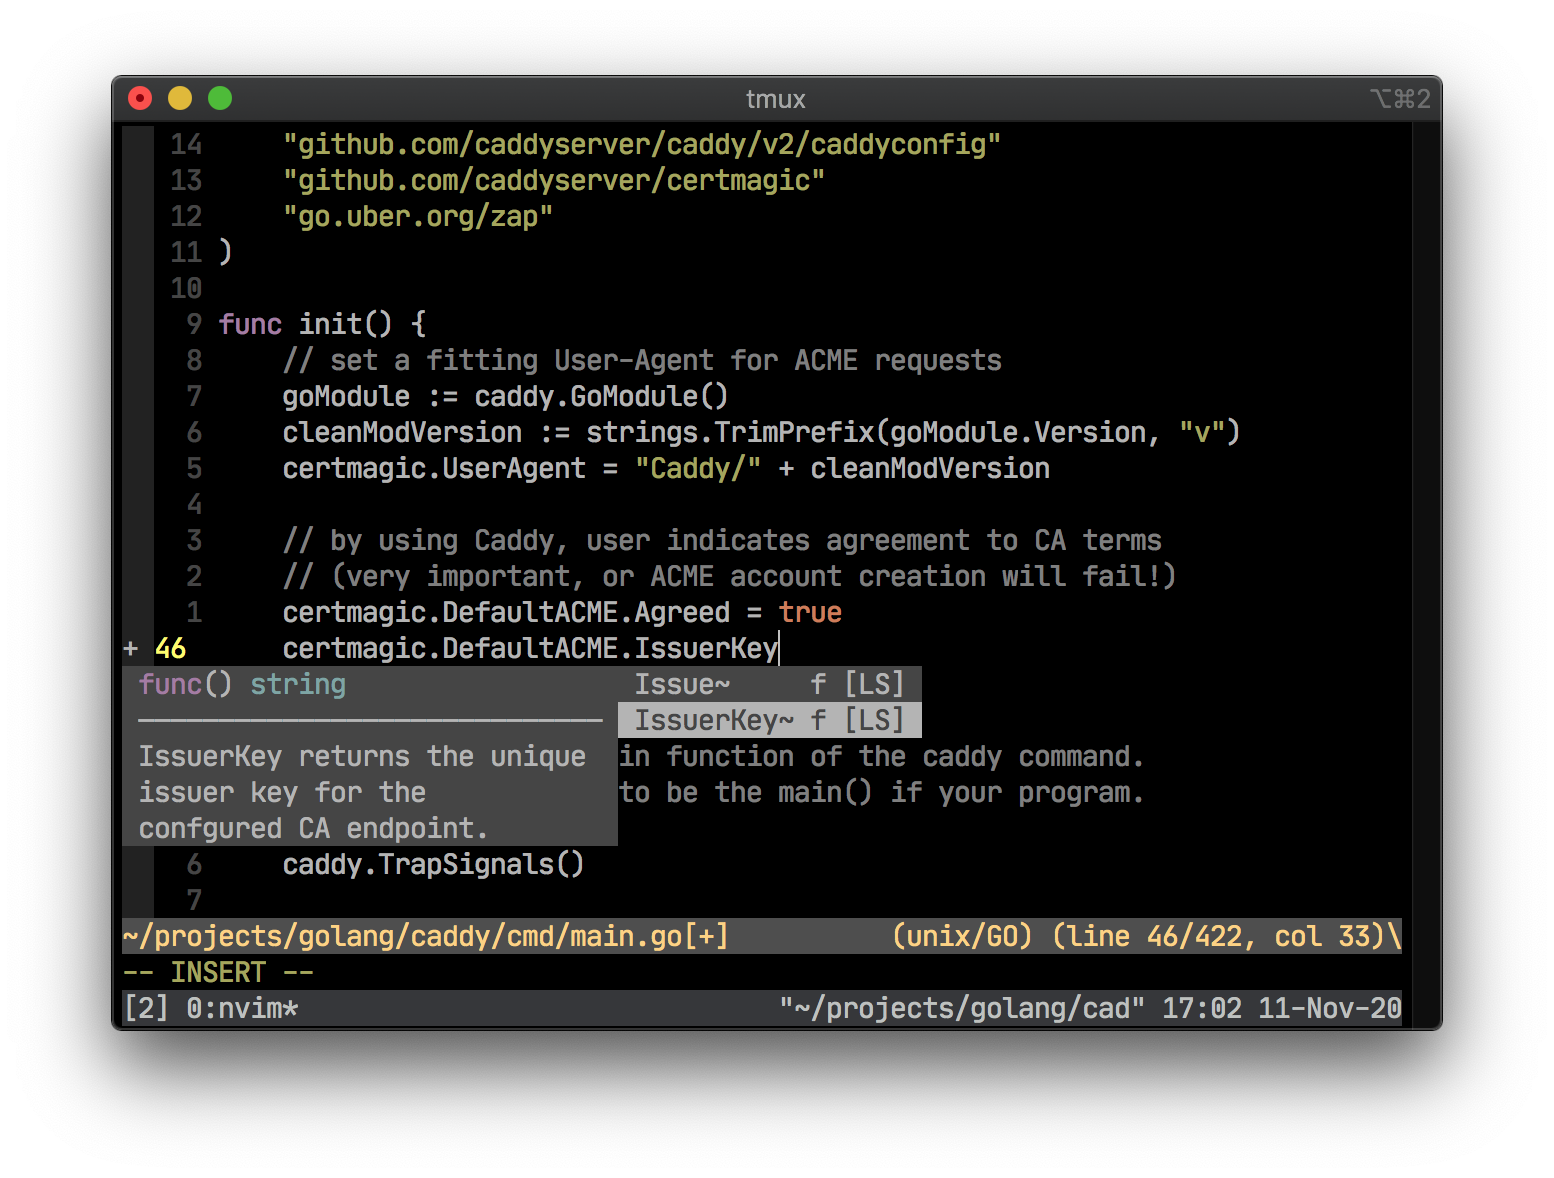 tmux ⌥⌘2
14 "github.com/caddyserver/caddy/v2/caddyconfig"
13 "github.com/caddyserver/certmagic"
12 "go.uber.org/zap"
11 )
10
9 func init() {
8 // set a fitting User-Agent for ACME requests
7 goModule := caddy.GoModule()
6 cleanModVersion := strings.TrimPrefix(goModule.Version, "v")
5 certmagic.UserAgent = "Caddy/" + cleanModVersion
4
3 // by using Caddy, user indicates agreement to CA terms
2 // (very important, or ACME account creation will fail!)
1 certmagic.DefaultACME.Agreed = true
+ 46 certmagic.DefaultACME.IssuerKey
func() string Issue~ f [LS]
IssuerKey~ f [LS]
IssuerKey returns the unique in function of the caddy command.
issuer key for the to be the main() if your program.
confgured CA endpoint.
6 caddy.TrapSignals()
7
~/projects/golang/caddy/cmd/main.go[+] (unix/GO) (line 46/422, col 33)\
-- INSERT --
[2] 0:nvim* "~/projects/golang/cad" 17:02 11-Nov-20